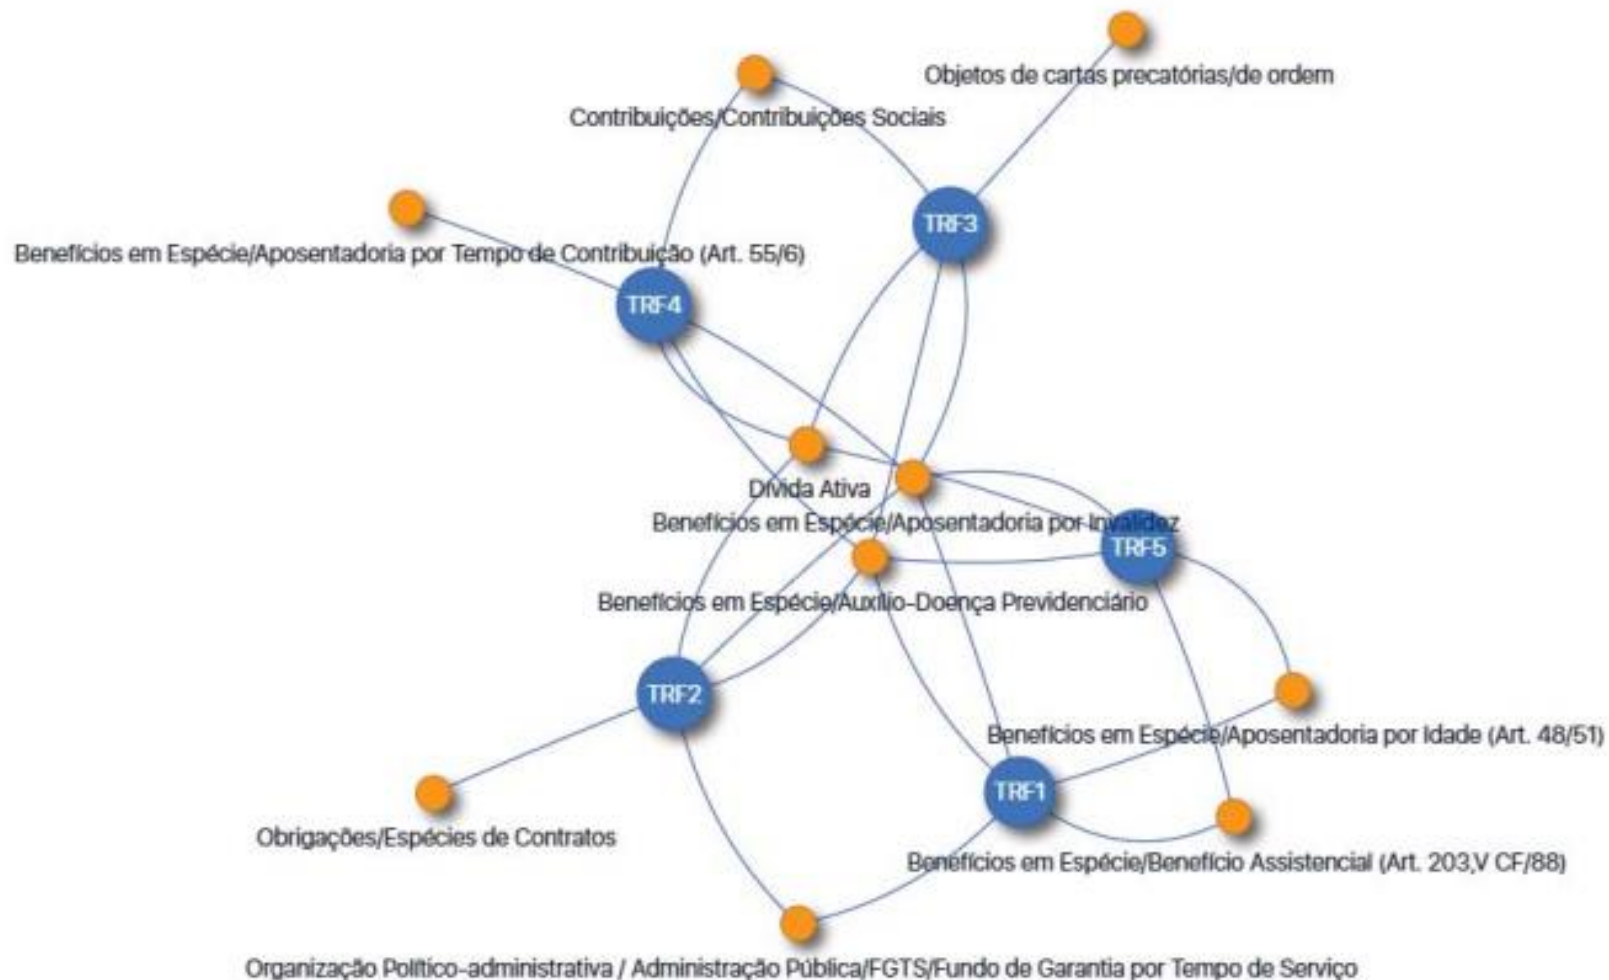 Objetos de cartas precatórias/de ordem
Contribuições/Contribuições Sociais
TRF3
Benefícios em Espécie/Aposentadoria por Tempo de Contribuição (Art. 55/6)
TRF4
Dívida Ativa
Benefícios em Espécie/Aposentadoria por Invalidez
TRF5
Benefícios em Espécie/Auxílio-Doença Previdenciário
TRF2
Benefícios em Espécie/Aposentadoria por Idade (Art. 48/51)
TRF1
Obrigações/Espécies de Contratos
Benefícios em Espécie/Benefício Assistencial (Art. 203,V CF/88)
Organização Político-administrativa / Administração Pública/FGTS/Fundo de Garantia por Tempo de Serviço